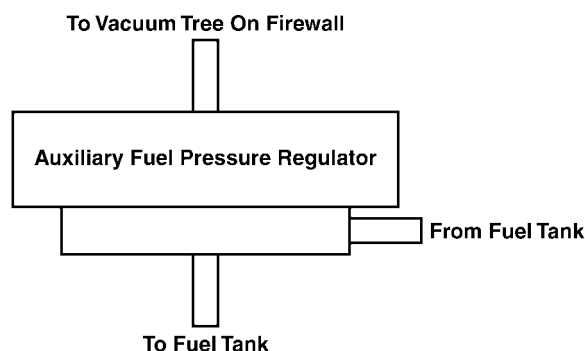 To Vacuum Tree On Firewall
Auxiliary Fuel Pressure Regulator
From Fuel Tank
To Fuel Tank